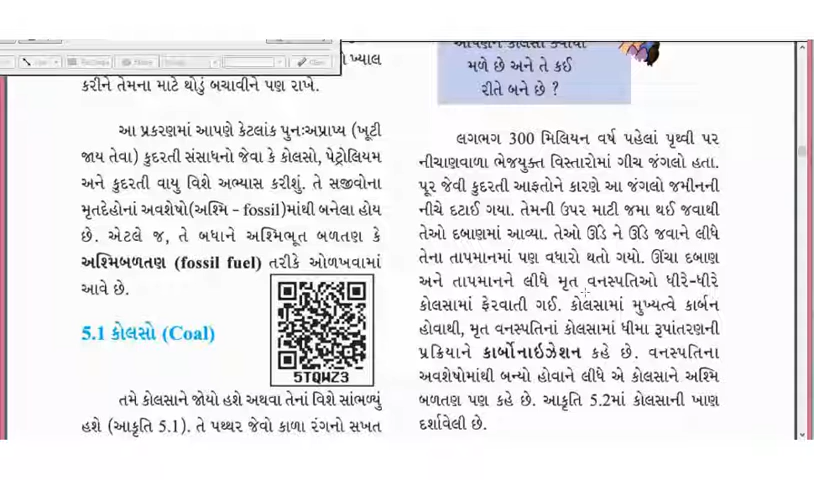 ખ્યાલ
કરીને તેમના માટે થોડું બચાવીને પણ રાખે.
આ પ્રકરણમાં આપણે કેટલાંક પુનઃઅપ્રાપ્ય (ખૂટી
જાય તેવા) કુદરતી સંસાધનો જેવા કે કોલસો, પેટ્રોલિયમ
અને કુદરતી વાયુ વિશે અભ્યાસ કરીશું. તે સજીવોના
મૃતદેહોનાં અવશેષો(અશ્મિ – fossil)માંથી બનેલા હોય
છે. એટલે જ, તે બધાને અશ્મિભૂત બળતણ કે
અશ્મિબળતણ (fossil fuel) તરીકે ઓળખવામાં
આવે છે.
5.1 કોલસો (Coal)
5TQWZ3
તમે કોલસાને જોયો હશે અથવા તેનાં વિશે સાંભળ્યું
હશે (આકૃતિ 5.1). તે પથ્થર જેવો કાળા રંગનો સખત
આપણને કોલસો ક્યાંથી
મળે છે અને તે કઈ
રીતે બને છે ?
લગભગ 300 મિલિયન વર્ષ પહેલાં પૃથ્વી પર
નીચાણવાળા ભેજયુક્ત વિસ્તારોમાં ગીચ જંગલો હતા.
પૂર જેવી કુદરતી આફતોને કારણે આ જંગલો જમીનની
નીચે દટાઈ ગયા. તેમની ઉપર માટી જમા થઈ જવાથી
તેઓ દબાણમાં આવ્યા. તેઓ ઊંડે ને ઊંડે જવાને લીધે
તેના તાપમાનમાં પણ વધારો થતો ગયો. ઊંચા દબાણ
અને તાપમાનને લીધે મૃત વનસ્પતિઓ ધીરે-ધીરે
કોલસામાં ફેરવાતી ગઈ. કોલસામાં મુખ્યત્વે કાર્બન
હોવાથી, મૃત વનસ્પતિનાં કોલસામાં ધીમા રૂપાંતરણની
પ્રક્રિયાને કાર્બોનાઇઝેશન કહે છે. વનસ્પતિના
અવશેષોમાંથી બન્યો હોવાને લીધે એ કોલસાને અશ્મિ
બળતણ પણ કહે છે. આકૃતિ 5.2માં કોલસાની ખાણ
દર્શાવેલી છે.